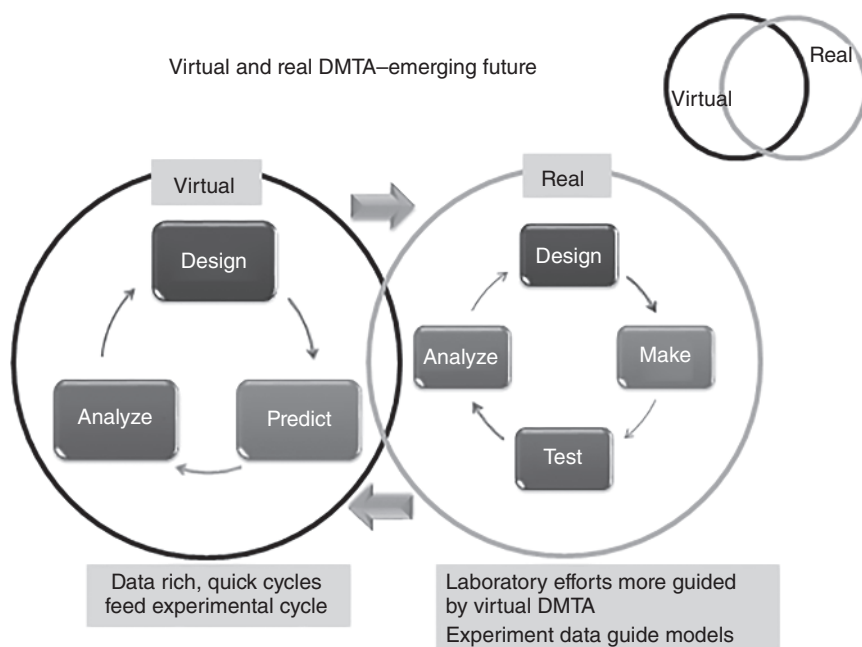 Virtual and real DMTA–emerging future
Real
Virtual
Virtual
Real
Design
Analyze
Predict
Design
Analyze
Make
Test
Data rich, quick cycles
feed experimental cycle
Laboratory efforts more guided
by virtual DMTA
Experiment data guide models